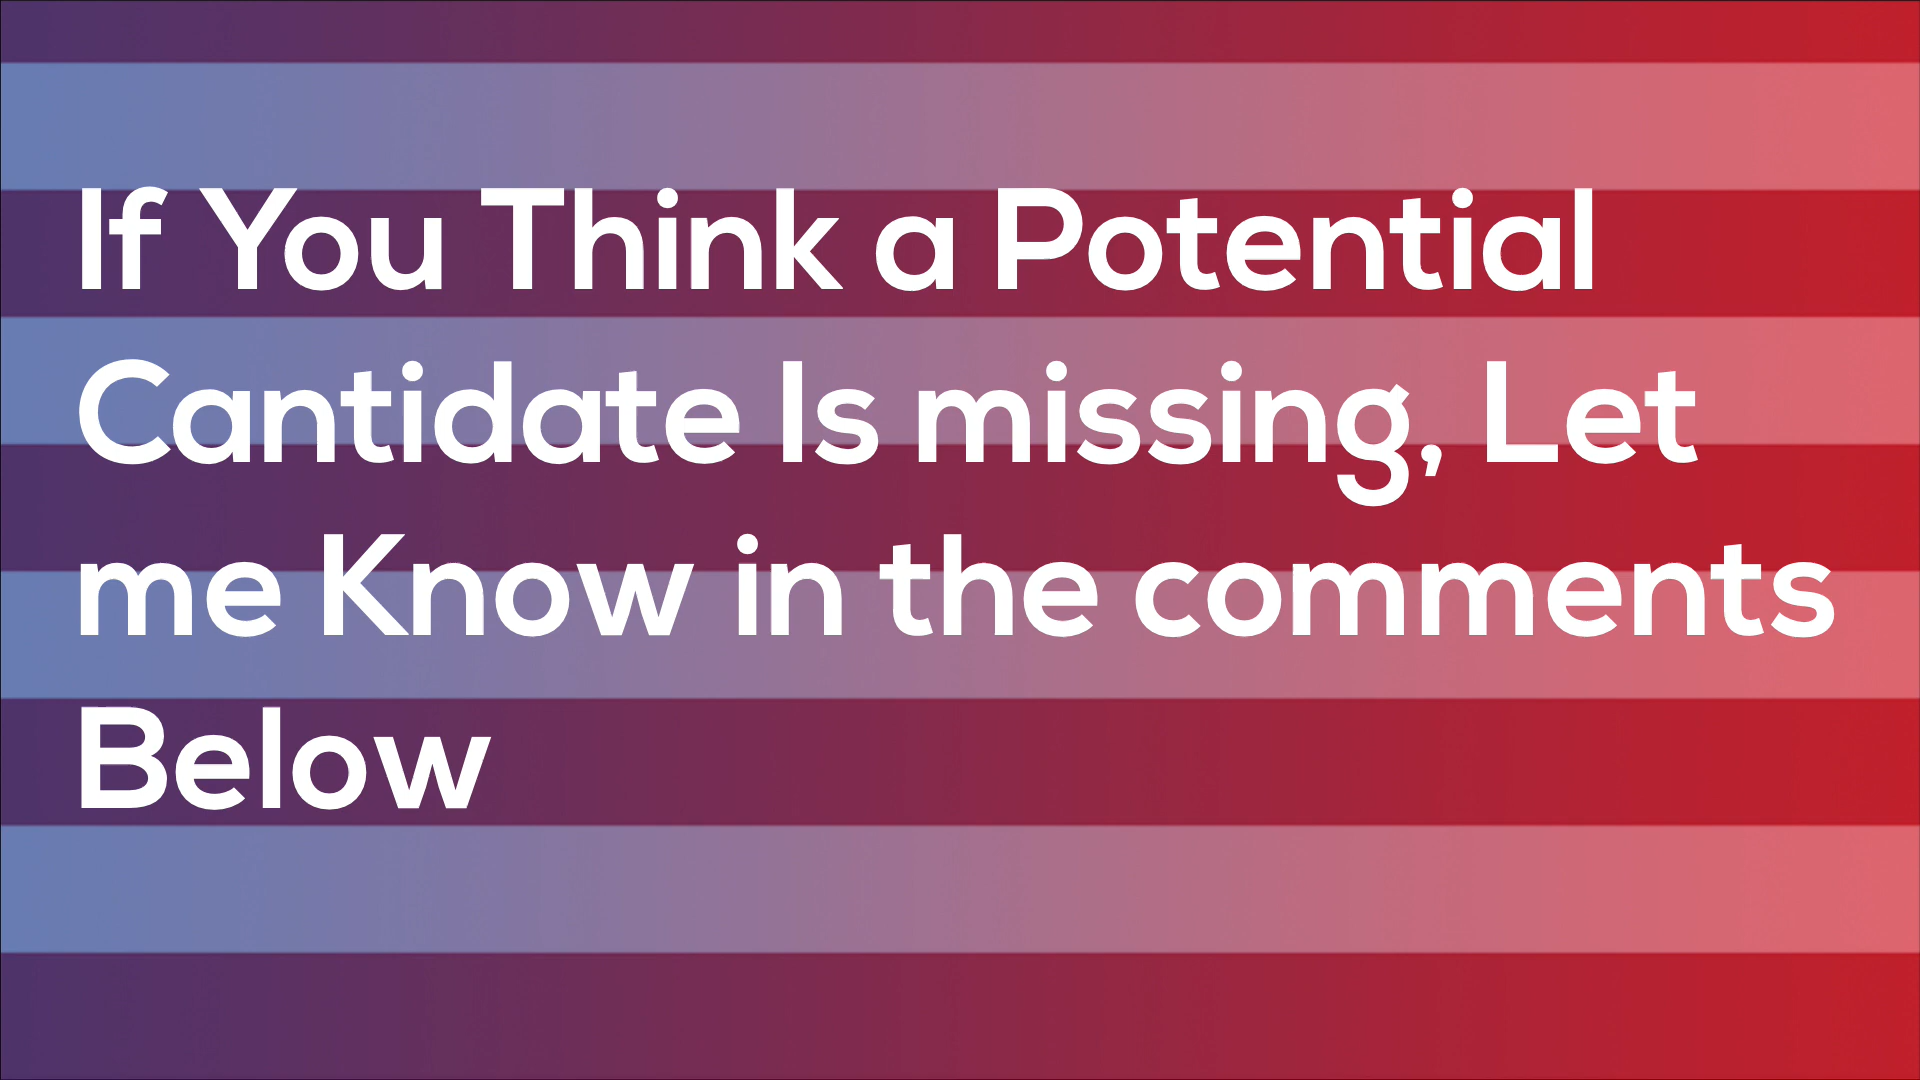 If You Think a Potential
Cantidate Is missing, Let
me Know in the comments
Below